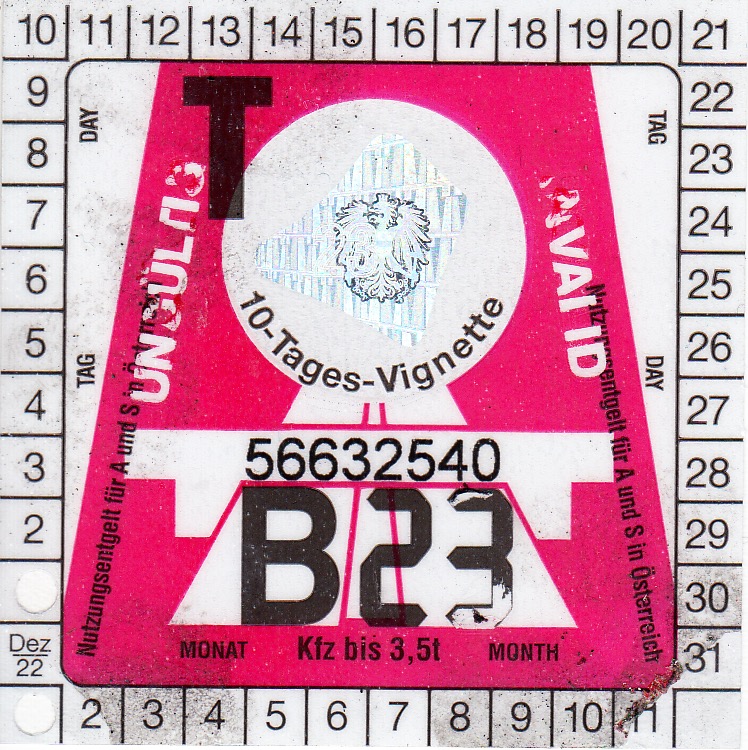 10 11 12 13 14 15 16 17 18 19 20 21
9
8
7
6
5
4
3
2
Dez
22
22
23
24
25
26
27
28
29
30
31
DAY
TAG
TAG
DAY
T
UNGÜLTIG
INVALID
10-Tages-Vignette
Nutzungsentgelt für A und S in Österreich
Nutzungsentgelt für A und S in Österreich
56632540
B23
MONAT Kfz bis 3,5t MONTH
2 3 4 5 6 7 8 9 10 11